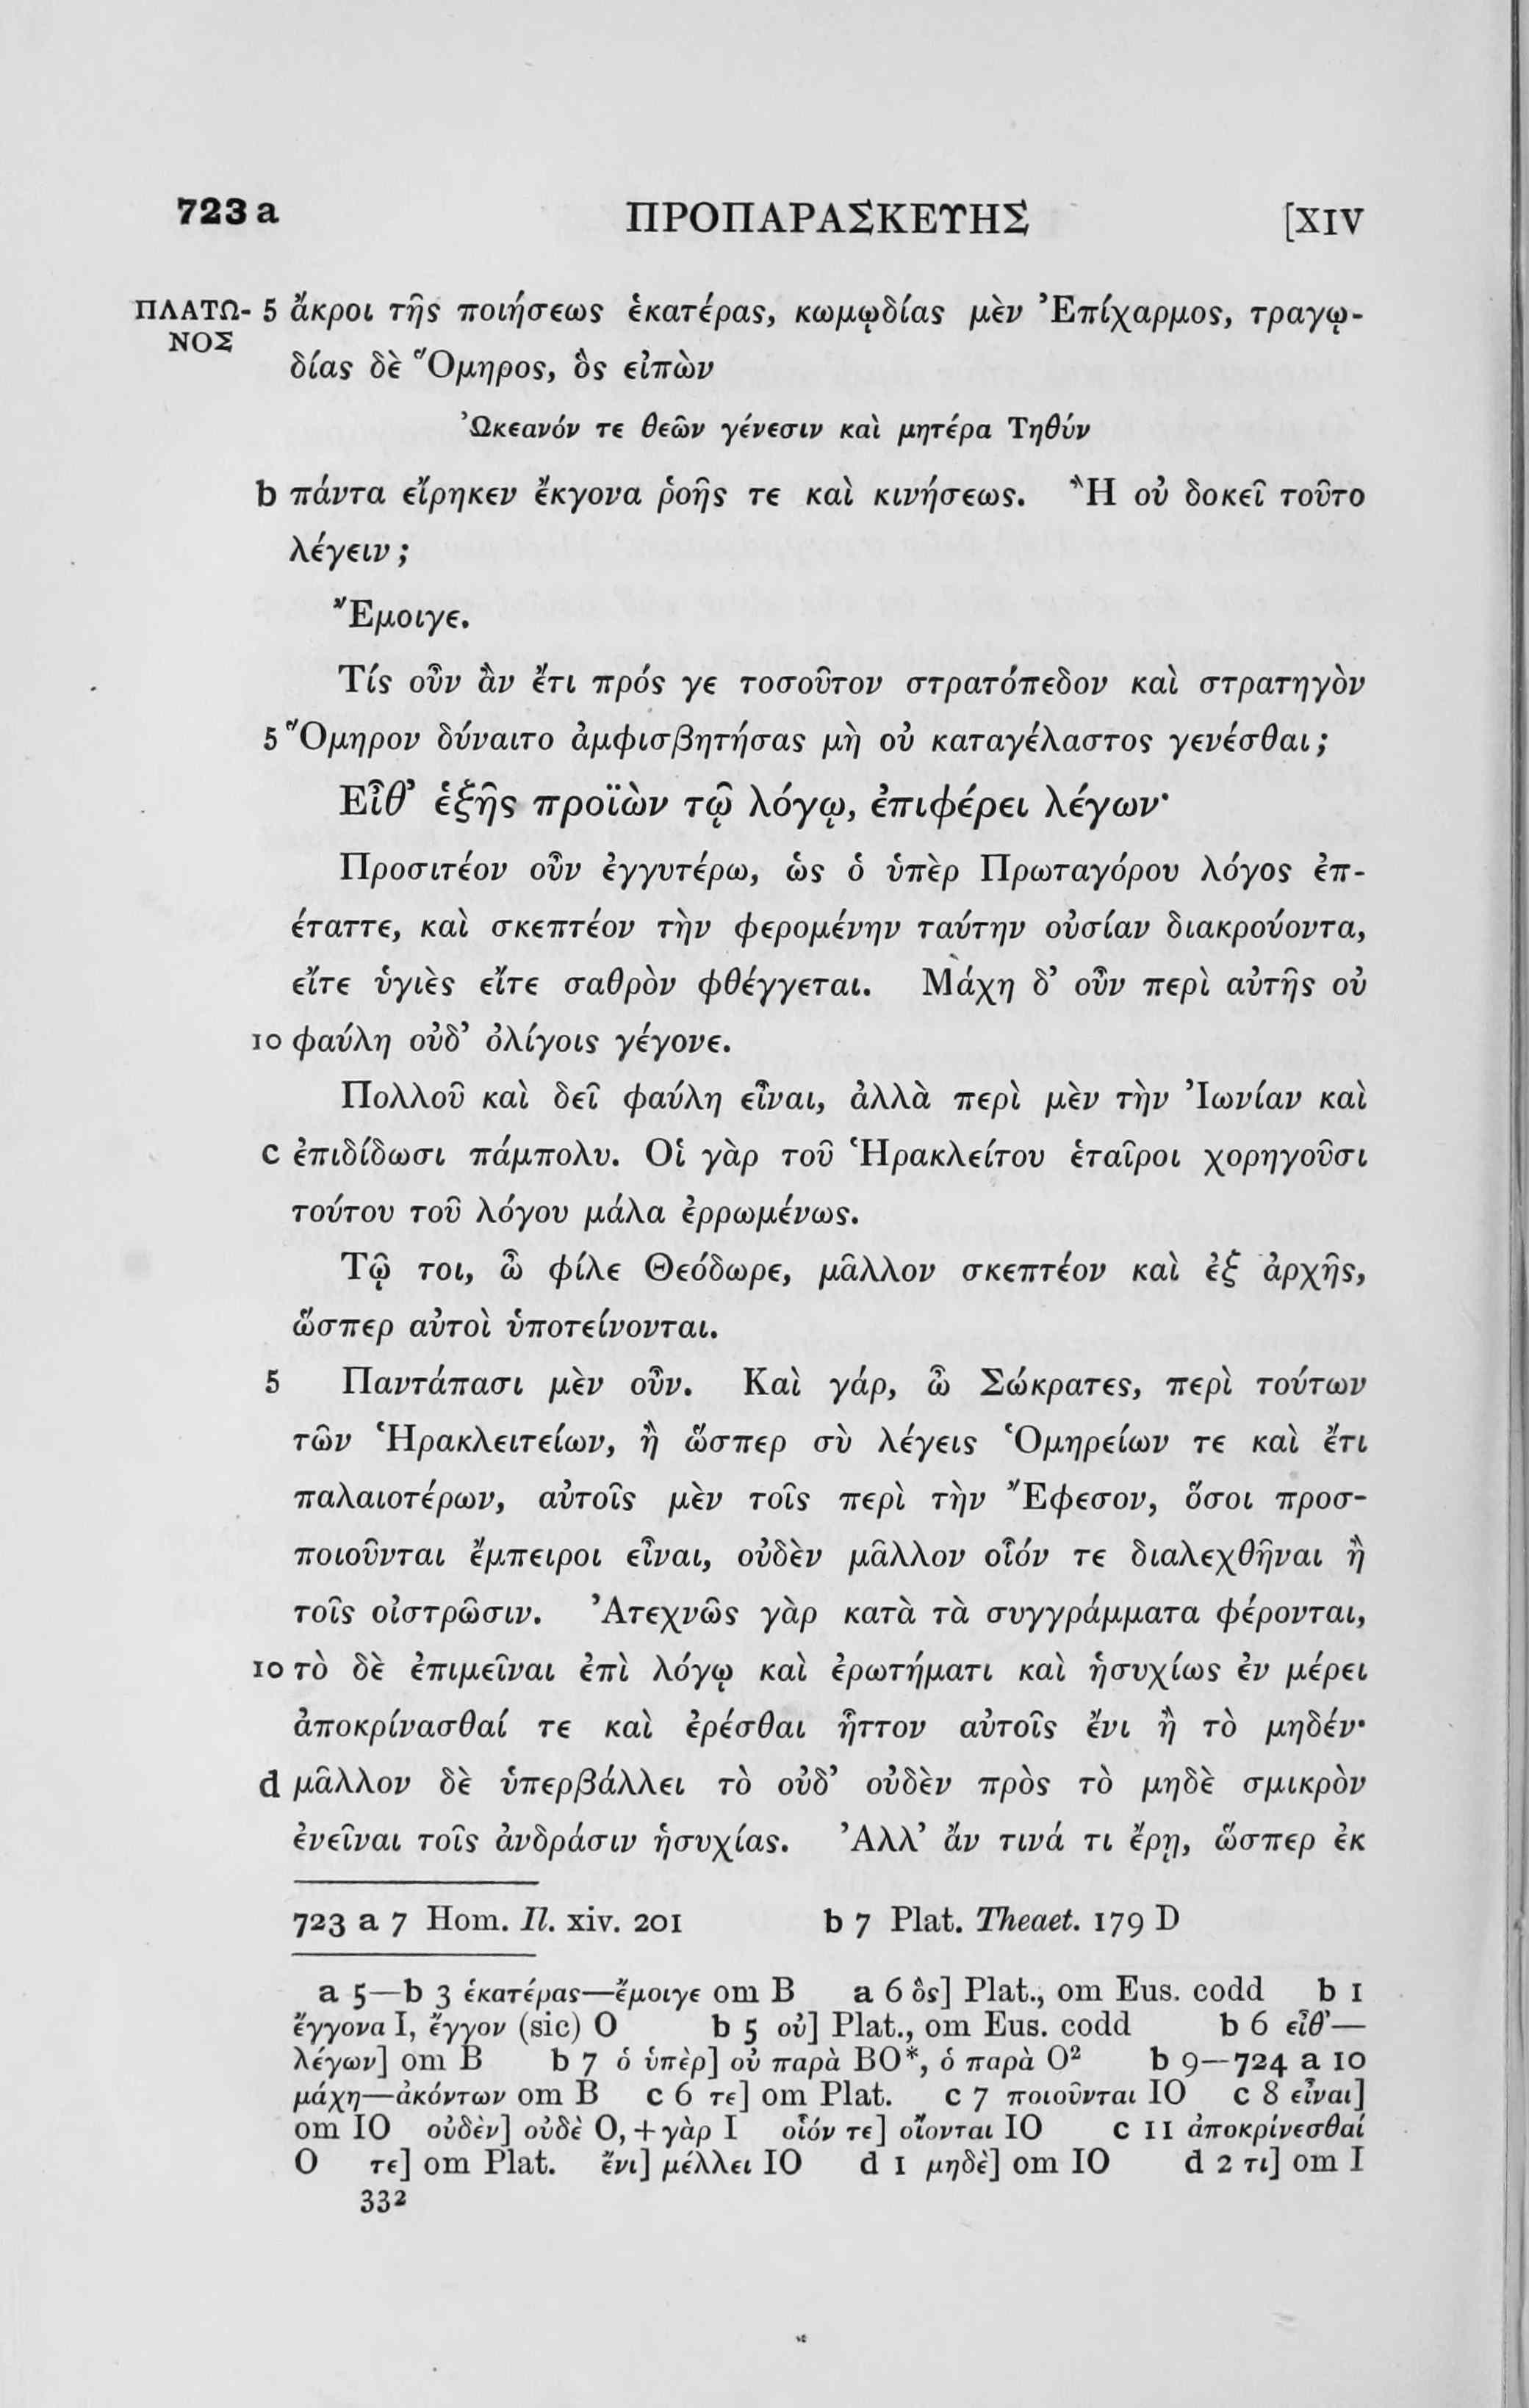 723 a ΠΡΟΠΑΡΑΣΚΕΥΗΣ [XIV
ΠΛΑΤΩ- 5 ἄκροι τῆς ποιήσεως ἑκατέρας, κωμῳδίας μὲν Ἐπίχαρμος, τραγῳ-
ΝΟΣ
δίας δὲ Ὅμηρος, ὃς εἰπὼν
Ὠκεανόν τε θεῶν γένεσιν καὶ μητέρα Τηθύν
b πάντα εἴρηκεν ἔκγονα ῥοῆς τε καὶ κινήσεως. Ἢ οὐ δοκεῖ τοῦτο
λέγειν;
Ἔμοιγε.
Τίς οὖν ἂν ἔτι πρός γε τοσοῦτον στρατόπεδον καὶ στρατηγὸν
5 Ὅμηρον δύναιτο ἀμφισβητήσας μὴ οὐ καταγέλαστος γενέσθαι;
Εἶθ’ ἑξῆς προϊὼν τῷ λόγῳ, ἐπιφέρει λέγων·
Προσιτέον οὖν ἐγγυτέρω, ὡς ὁ ὑπὲρ Πρωταγόρου λόγος ἐπ-
έταττε, καὶ σκεπτέον τὴν φερομένην ταύτην οὐσίαν διακρούοντα,
εἴτε ὑγιὲς εἴτε σαθρὸν φθέγγεται. Μάχη δ’ οὖν περὶ αὐτῆς οὐ
10 φαύλη οὐδ’ ὀλίγοις γέγονε.
Πολλοῦ καὶ δεῖ φαύλη εἶναι, ἀλλὰ περὶ μὲν τὴν Ἰωνίαν καὶ
c ἐπιδίδωσι πάμπολυ. Οἱ γὰρ τοῦ Ἡρακλείτου ἑταῖροι χορηγοῦσι
τούτου τοῦ λόγου μάλα ἐρρωμένως.
Τῷ τοι, ὦ φίλε Θεόδωρε, μᾶλλον σκεπτέον καὶ ἐξ ἀρχῆς,
ὥσπερ αὐτοὶ ὑποτείνονται.
5 Παντάπασι μὲν οὖν. Καὶ γάρ, ὦ Σώκρατες, περὶ τούτων
τῶν Ἡρακλειτείων, ἢ ὥσπερ σὺ λέγεις Ὁμηρείων τε καὶ ἔτι
παλαιοτέρων, αὐτοῖς μὲν τοῖς περὶ τὴν Ἔφεσον, ὅσοι προσ-
ποιοῦνται ἔμπειροι εἶναι, οὐδὲν μᾶλλον οἷόν τε διαλεχθῆναι ἢ
τοῖς οἰστρῶσιν. Ἀτεχνῶς γὰρ κατὰ τὰ συγγράμματα φέρονται,
10 τὸ δὲ ἐπιμεῖναι ἐπὶ λόγῳ καὶ ἐρωτήματι καὶ ἡσυχίως ἐν μέρει
ἀποκρίνασθαί τε καὶ ἐρέσθαι ἧττον αὐτοῖς ἔνι ἢ τὸ μηδέν·
d μᾶλλον δὲ ὑπερβάλλει τὸ οὐδ’ οὐδὲν πρὸς τὸ μηδὲ σμικρὸν
ἐνεῖναι τοῖς ἀνδράσιν ἡσυχίας. Ἀλλ’ ἄν τινά τι ἔρῃ, ὥσπερ ἐκ
723 a 7 Hom. Il. xiv. 201 b 7 Plat. Theaet. 179 D
a 5—b 3 ἑκατέρας—ἔμοιγε om B a 6 ὃς] Plat., om Eus. codd b 1
ἔγγονα I, ἔγγον (sic) O b 5 οὐ] Plat., om Eus. codd b 6 εἶθ’—
λέγων] om B b 7 ὁ ὑπὲρ] οὐ παρὰ BO*, ὁ παρὰ O² b 9—724 a 10
μάχη—ἀκόντων om B c 6 τε] om Plat. c 7 ποιοῦνται IO c 8 εἶναι]
om IO οὐδὲν] οὐδὲ O, + γὰρ I οἷόν τε] οἴονται IO c 11 ἀποκρίνεσθαί
O τε] om Plat. ἔνι] μέλλει IO d 1 μηδὲ] om IO d 2 τι] om I
332